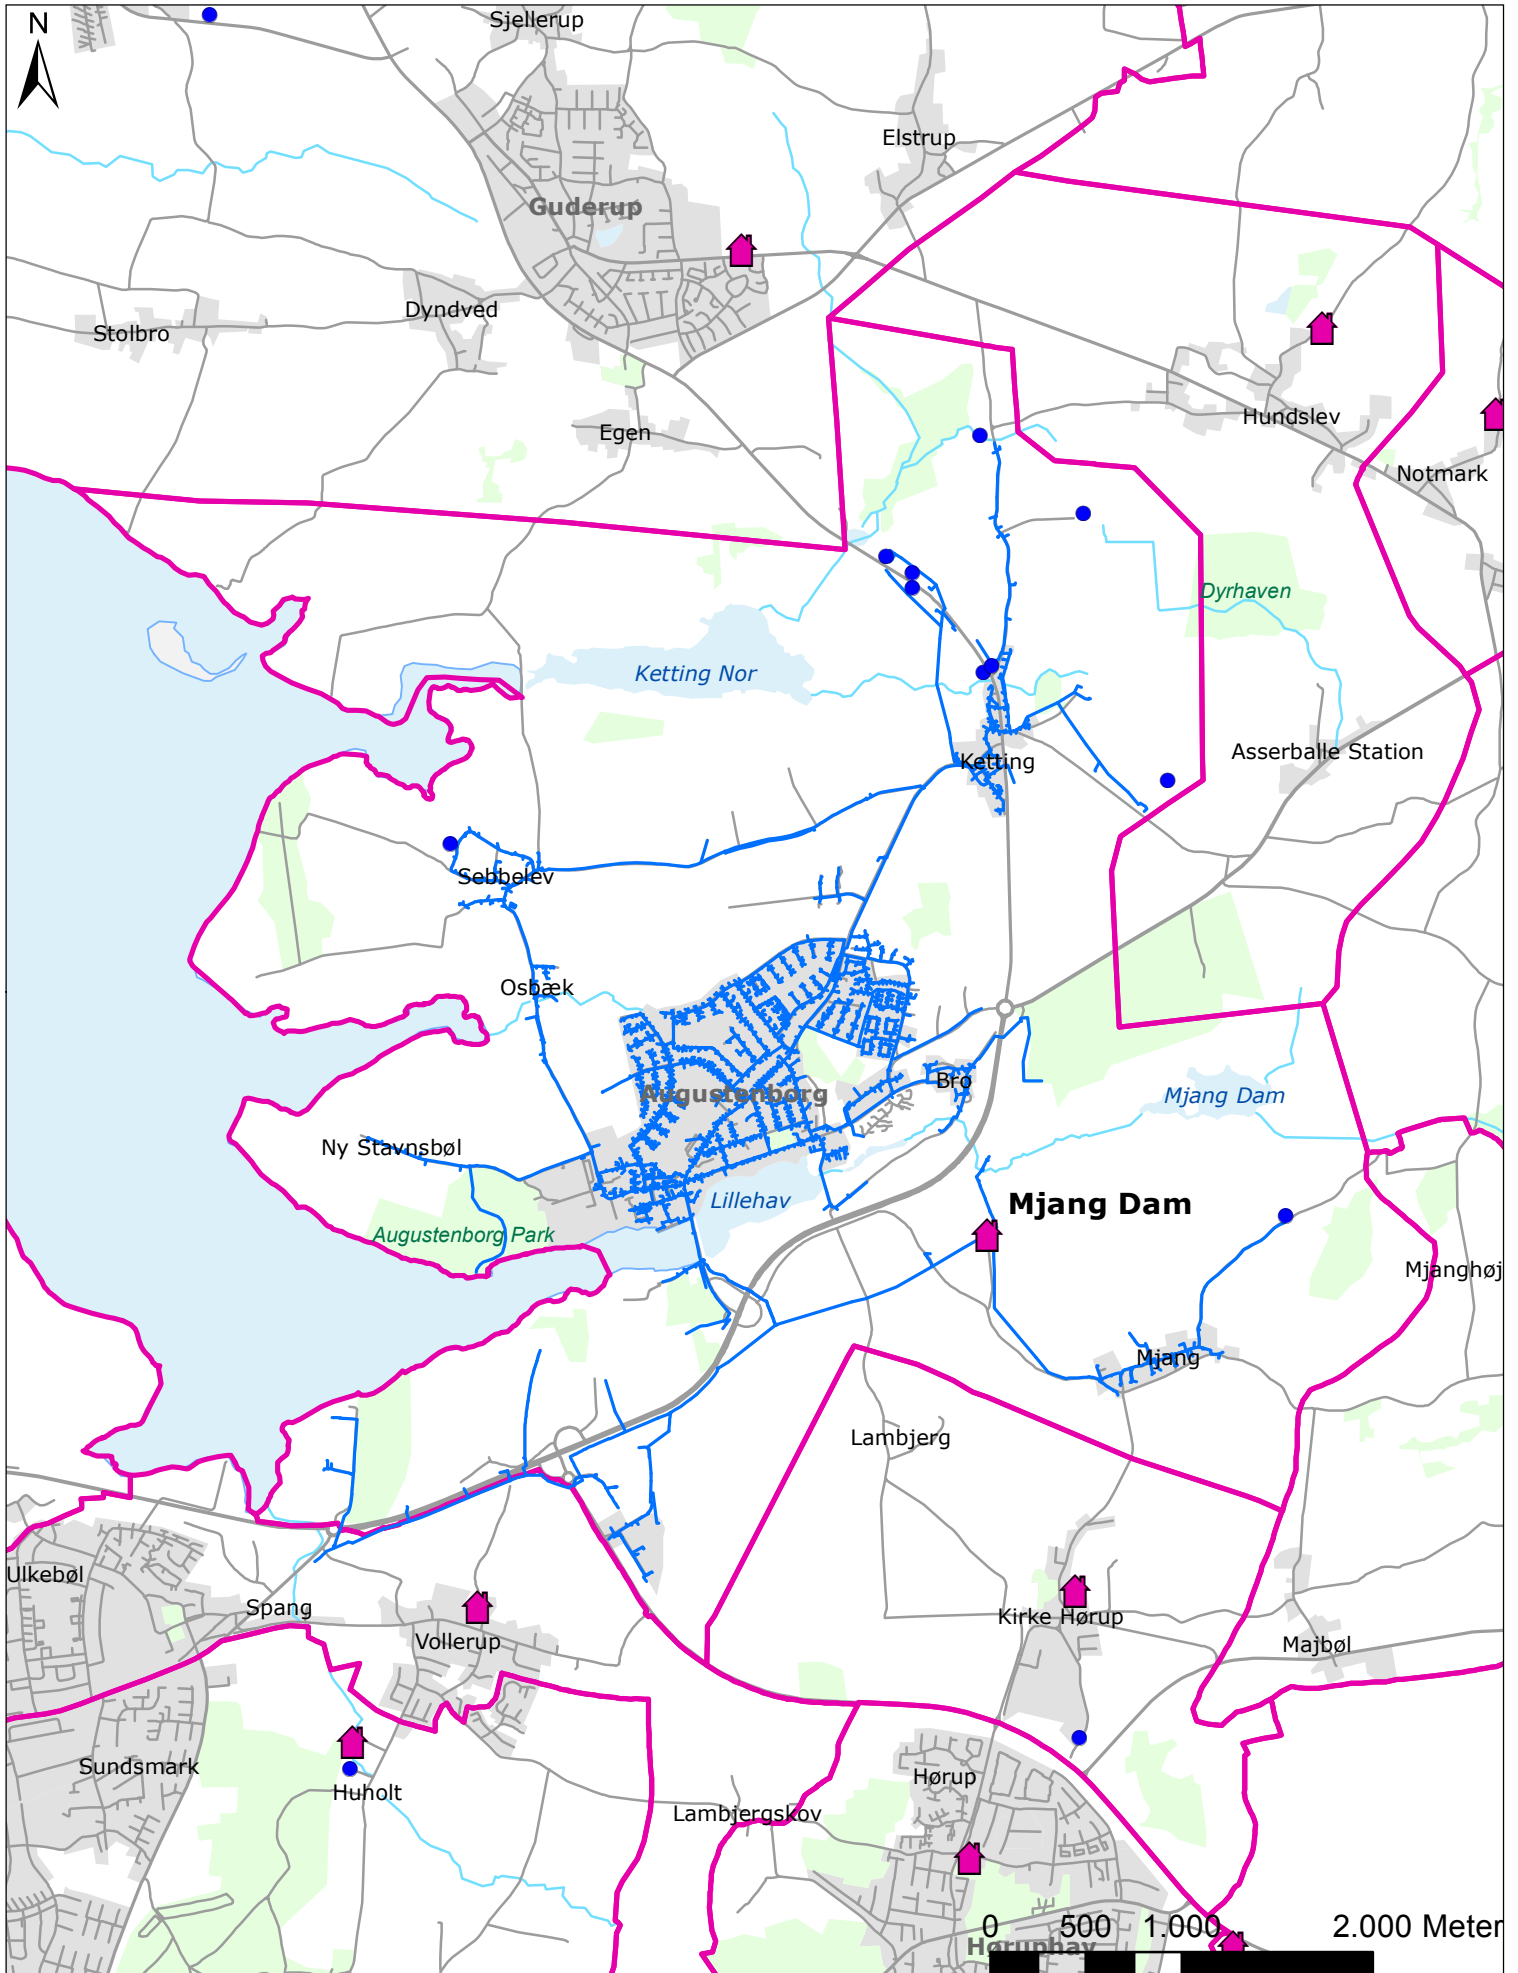 N
Sjellerup
Elstrup
Guderup
Dyndved
Stolbro
Hundslev
Egen
Notmark
Dyrhaven
Ketting Nor
Asserballe Station
Ketting
Sebbelev
Osbæk
Bro
Augustenborg
Mjang Dam
Ny Stavnsbøl
Lillehav
Mjang Dam
Augustenborg Park
Mjanghøj
Mjang
Lambjerg
Ulkebøl
Spang
Kirke Hørup
Vollerup
Majbøl
Sundsmark
Hørup
Huholt
Lambjergskov
0 500 1.000 2.000 Meter
Høruphav